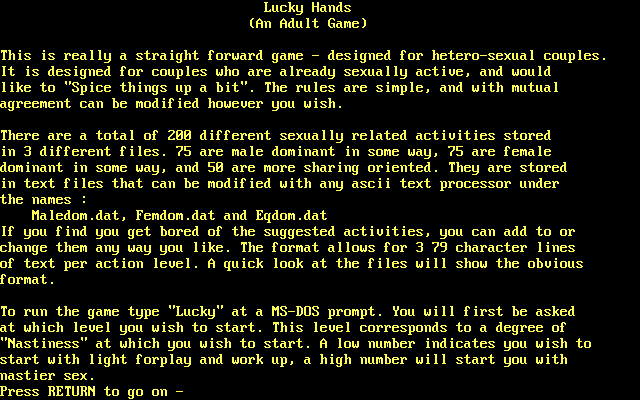 Lucky Hands
(An Adult Game)
This is really a straight forward game - designed for hetero-sexual couples.
It is designed for couples who are already sexually active, and would
like to "Spice things up a bit". The rules are simple, and with mutual
agreement can be modified however you wish.
There are a total of 200 different sexually related activities stored
in 3 different files. 75 are male dominant in some way, 75 are female
dominant in some way, and 50 are more sharing oriented. They are stored
in text files that can be modified with any ascii text processor under
the names :
Maledom.dat, Femdom.dat and Eqdom.dat
If you find you get bored of the suggested activities, you can add to or
change them any way you like. The format allows for 3 79 character lines
of text per action level. A quick look at the files will show the obvious
format.
To run the game type "Lucky" at a MS-DOS prompt. You will first be asked
at which level you wish to start. This level corresponds to a degree of
"Nastiness" at which you wish to start. A low number indicates you wish to
start with light forplay and work up, a high number will start you with
nastier sex.
Press RETURN to go on -